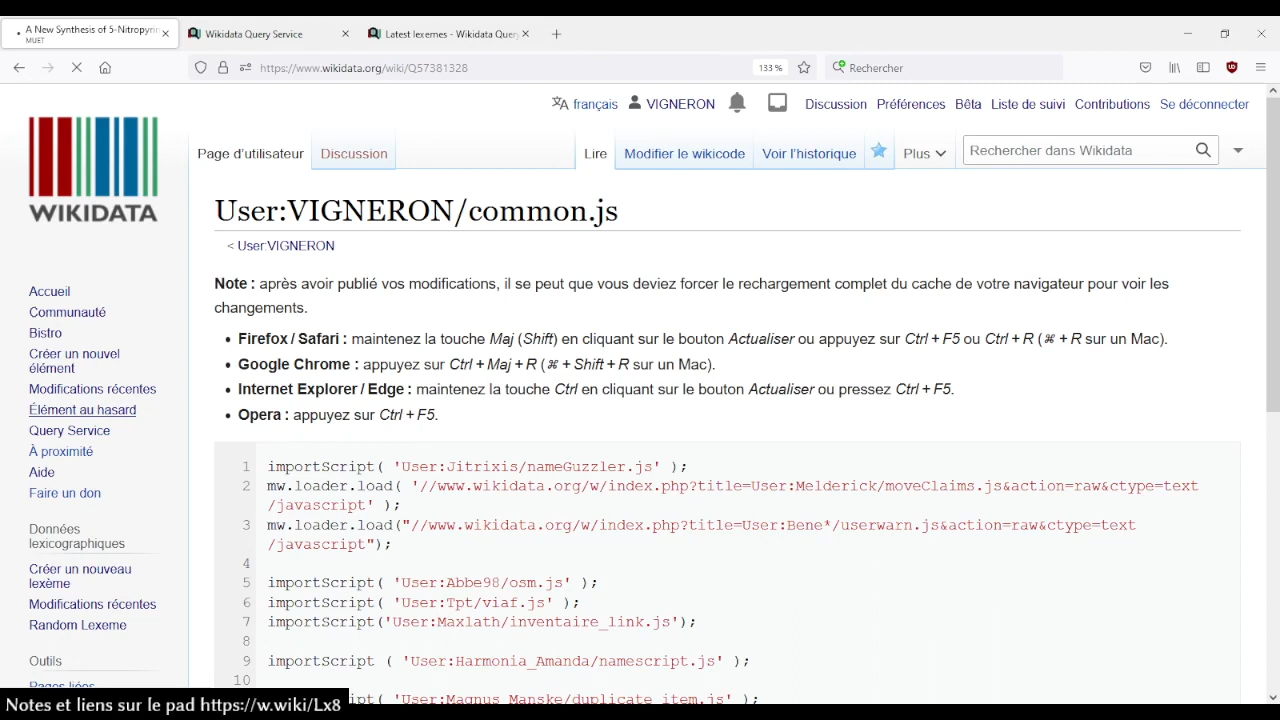 A New Synthesis of 5-Nitropyrin
MUET
Wikidata Query Service
Latest lexemes - Wikidata Query
https://www.wikidata.org/wiki/Q57381328
133 %
Rechercher
français
VIGNERON
Discussion
Préférences
Bêta
Liste de suivi
Contributions
Se déconnecter
Page d'utilisateur
Discussion
Lire
Modifier le wikicode
Voir l'historique
Plus
Rechercher dans Wikidata
WIKIDATA
User:VIGNERON/common.js
< User:VIGNERON
Note : après avoir publié vos modifications, il se peut que vous deviez forcer le rechargement complet du cache de votre navigateur pour voir les
changements.
• Firefox / Safari : maintenez la touche Maj (Shift) en cliquant sur le bouton Actualiser ou appuyez sur Ctrl + F5 ou Ctrl + R (⌘ + R sur un Mac).
• Google Chrome : appuyez sur Ctrl + Maj + R (⌘ + Shift + R sur un Mac).
• Internet Explorer / Edge : maintenez la touche Ctrl en cliquant sur le bouton Actualiser ou pressez Ctrl + F5.
• Opera : appuyez sur Ctrl + F5.
Accueil
Communauté
Bistro
Créer un nouvel
élément
Modifications récentes
Élément au hasard
Query Service
À proximité
Aide
Faire un don
Données
lexicographiques
Créer un nouveau
lexème
Modifications récentes
Random Lexeme
Outils
Pages liées
1 importScript( 'User:Jitrixis/nameGuzzler.js' );
2 mw.loader.load( '//www.wikidata.org/w/index.php?title=User:Melderick/moveClaims.js&action=raw&ctype=text
/javascript' );
3 mw.loader.load("//www.wikidata.org/w/index.php?title=User:Bene*/userwarn.js&action=raw&ctype=text
/javascript");
4
5 importScript( 'User:Abbe98/osm.js' );
6 importScript( 'User:Tpt/viaf.js' );
7 importScript('User:Maxlath/inventaire_link.js');
8
9 importScript ( 'User:Harmonia_Amanda/namescript.js' );
10
ipt( 'User:Magnus_Manske/duplicate_item.js' );
Notes et liens sur le pad https://w.wiki/Lx8